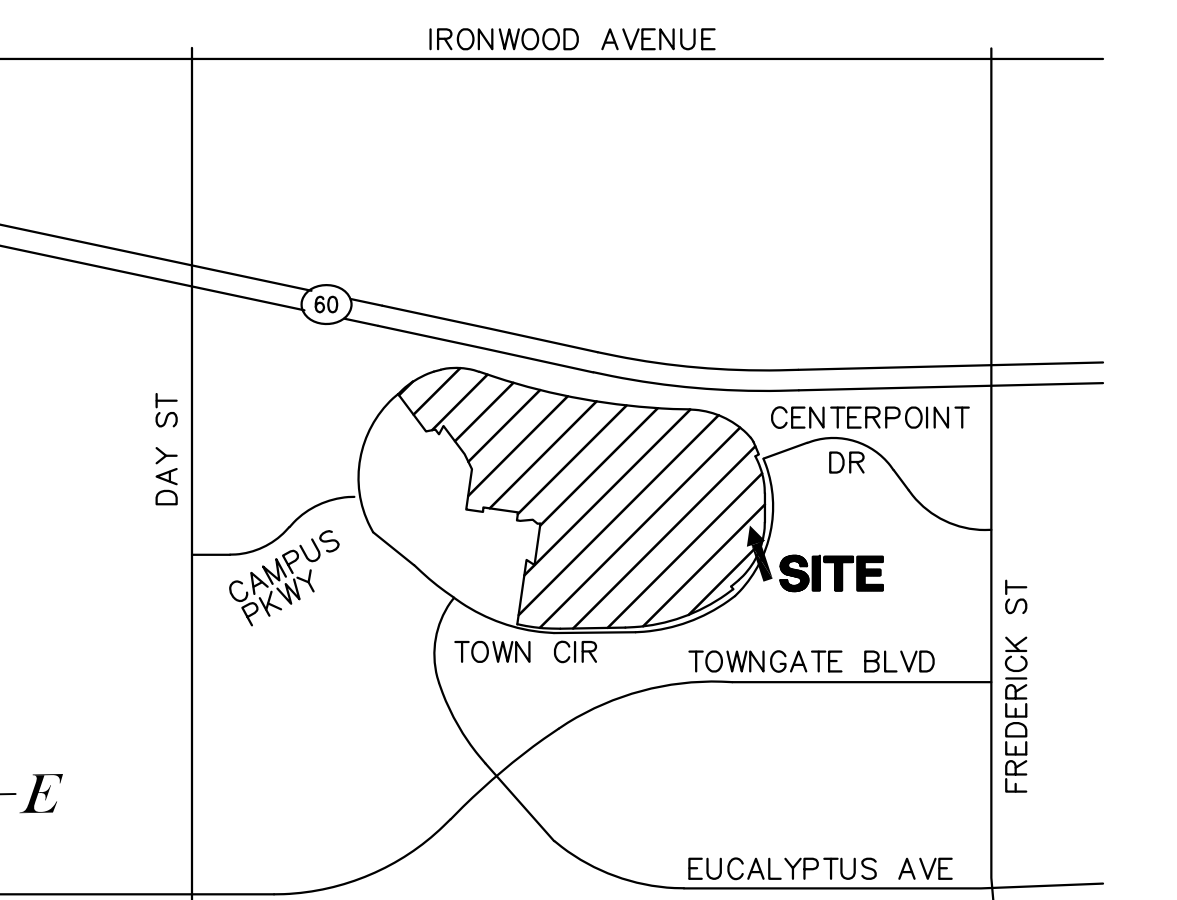 IRONWOOD AVENUE
60
DAY ST
CENTERPOINT
DR
CAMPUS
PKWY
SITE
FREDERICK ST
TOWN CIR
TOWNGATE BLVD
E
EUCALYPTUS AVE